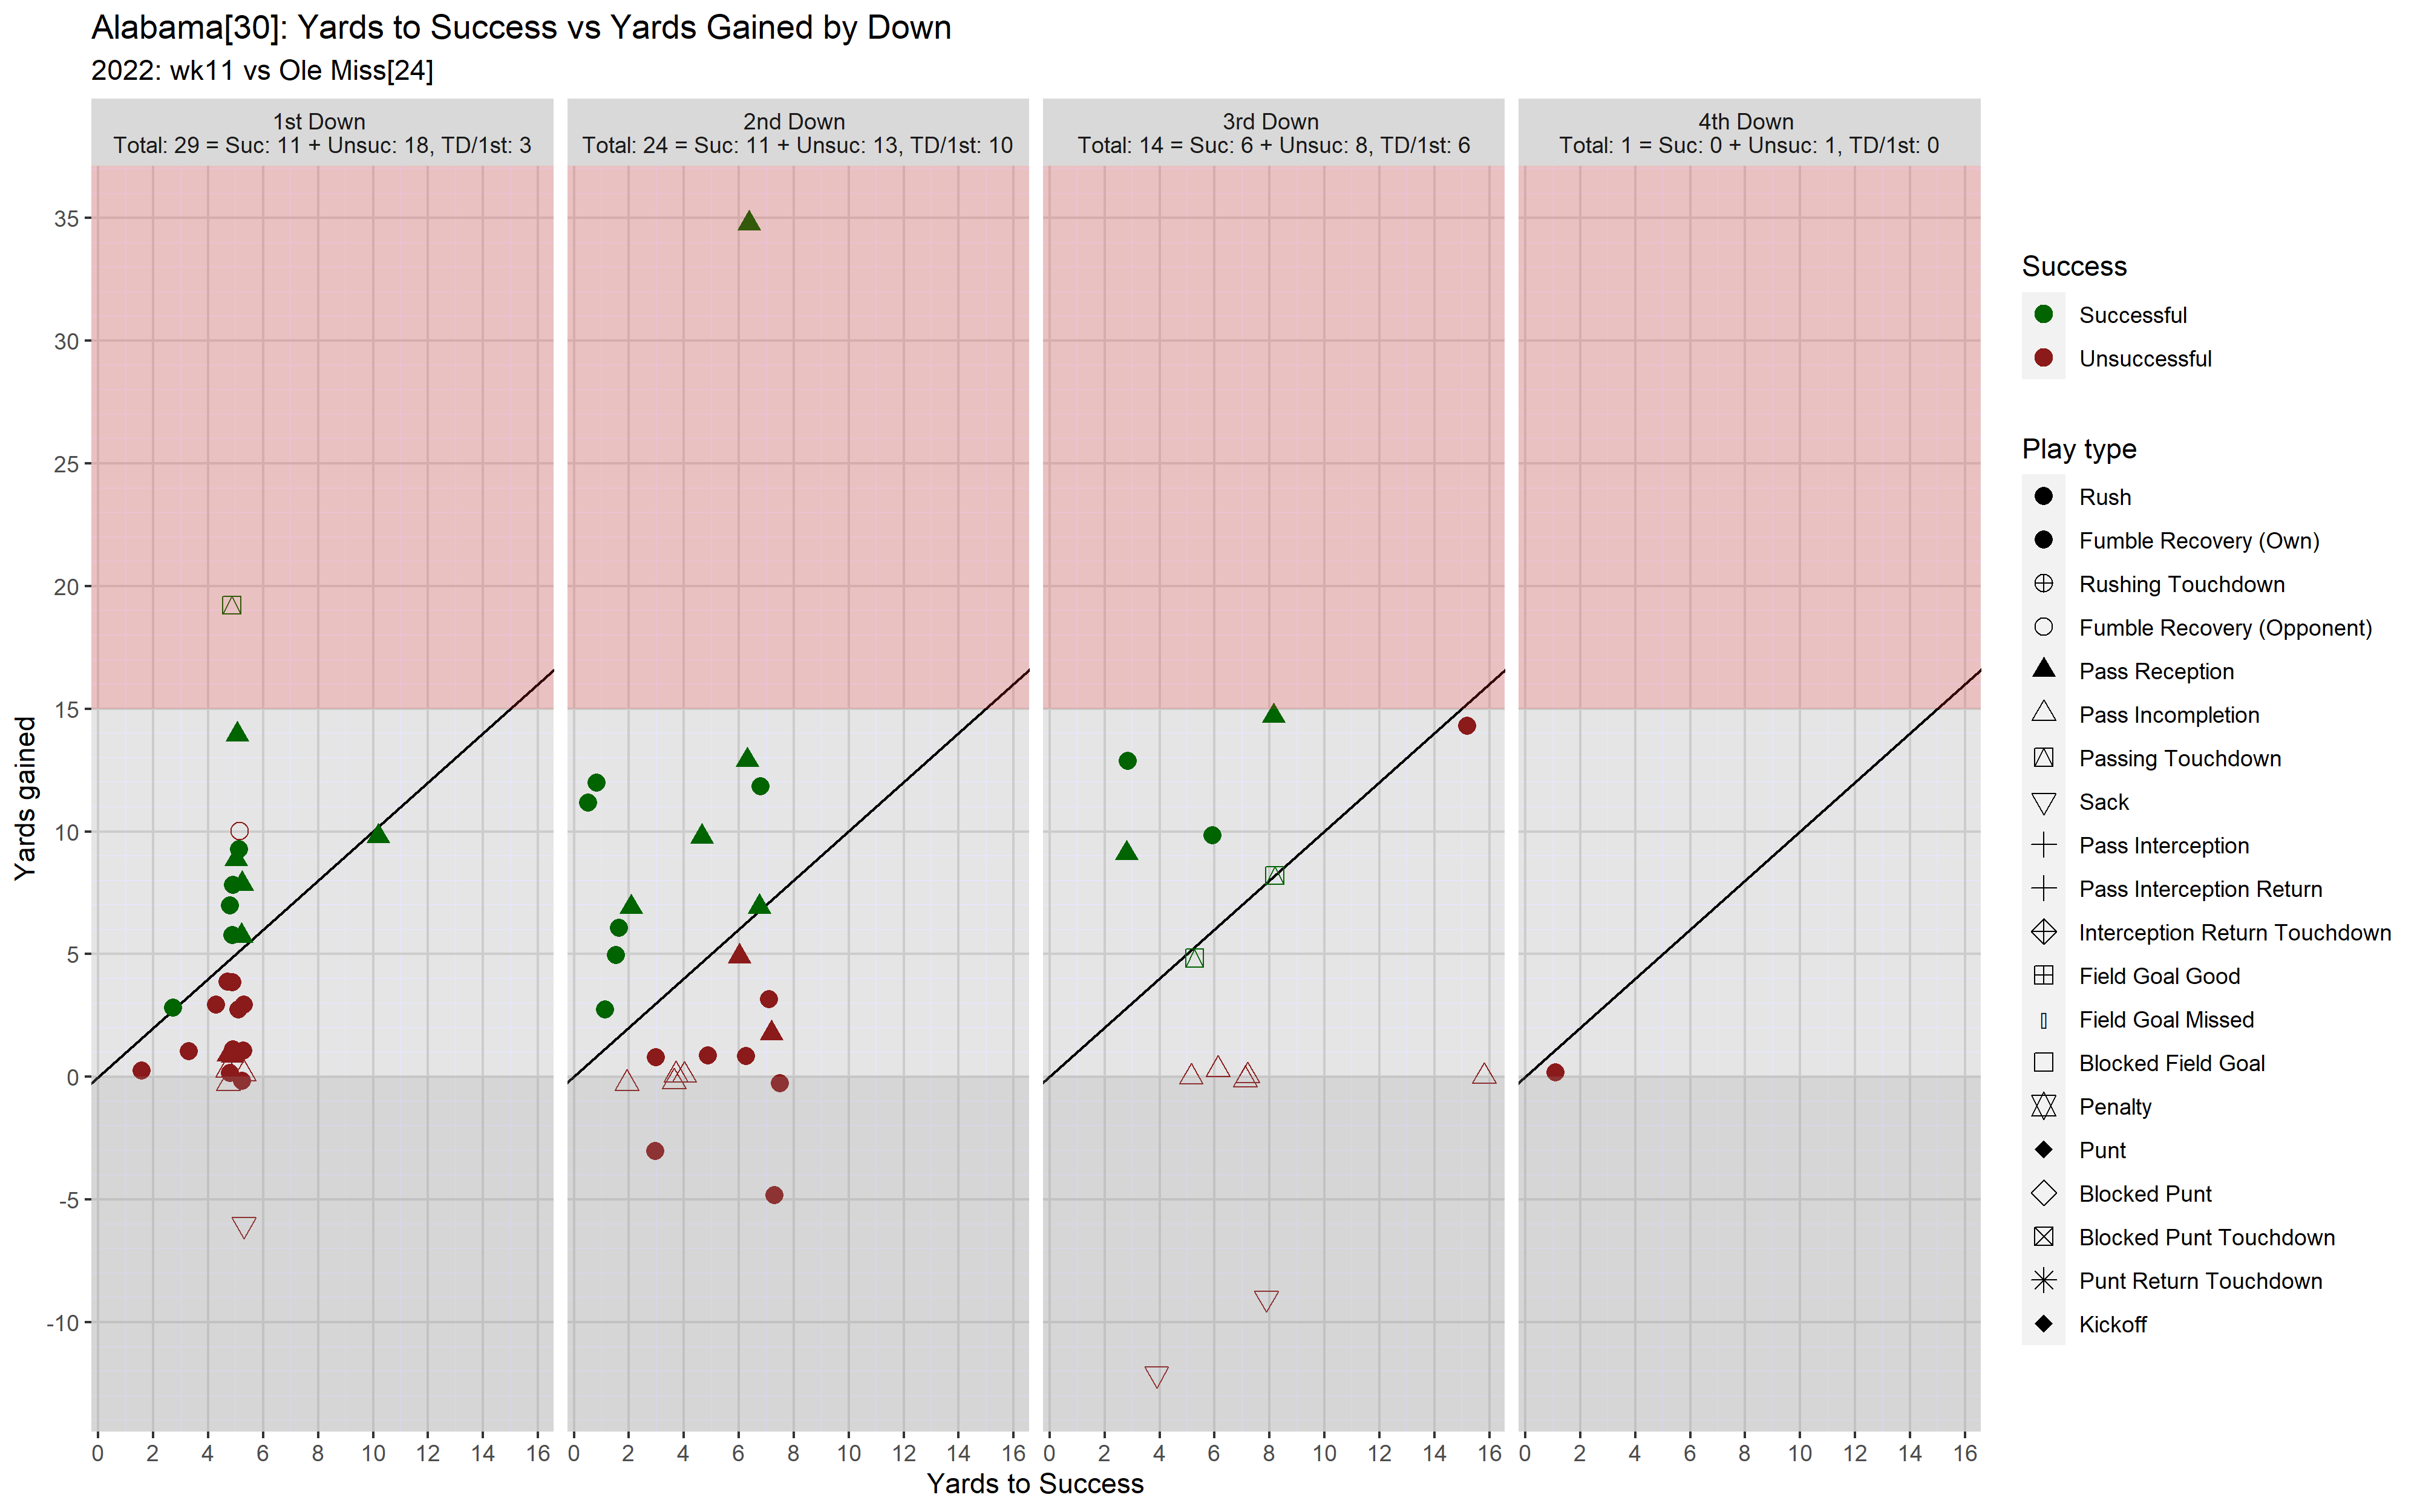 Alabama[30]: Yards to Success vs Yards Gained by Down
2022: wk11 vs Ole Miss[24]
1st Down
Total: 29 = Suc: 11 + Unsuc: 18, TD/1st: 3
2nd Down
Total: 24 = Suc: 11 + Unsuc: 13, TD/1st: 10
3rd Down
Total: 14 = Suc: 6 + Unsuc: 8, TD/1st: 6
4th Down
Total: 1 = Suc: 0 + Unsuc: 1, TD/1st: 0
Yards gained
35
30
25
20
15
10
5
0
-5
-10
0 2 4 6 8 10 12 14 16
0 2 4 6 8 10 12 14 16
0 2 4 6 8 10 12 14 16
0 2 4 6 8 10 12 14 16
Yards to Success
Success
Successful
Unsuccessful
Play type
Rush
Fumble Recovery (Own)
Rushing Touchdown
Fumble Recovery (Opponent)
Pass Reception
Pass Incompletion
Passing Touchdown
Sack
Pass Interception
Pass Interception Return
Interception Return Touchdown
Field Goal Good
Field Goal Missed
Blocked Field Goal
Penalty
Punt
Blocked Punt
Blocked Punt Touchdown
Punt Return Touchdown
Kickoff